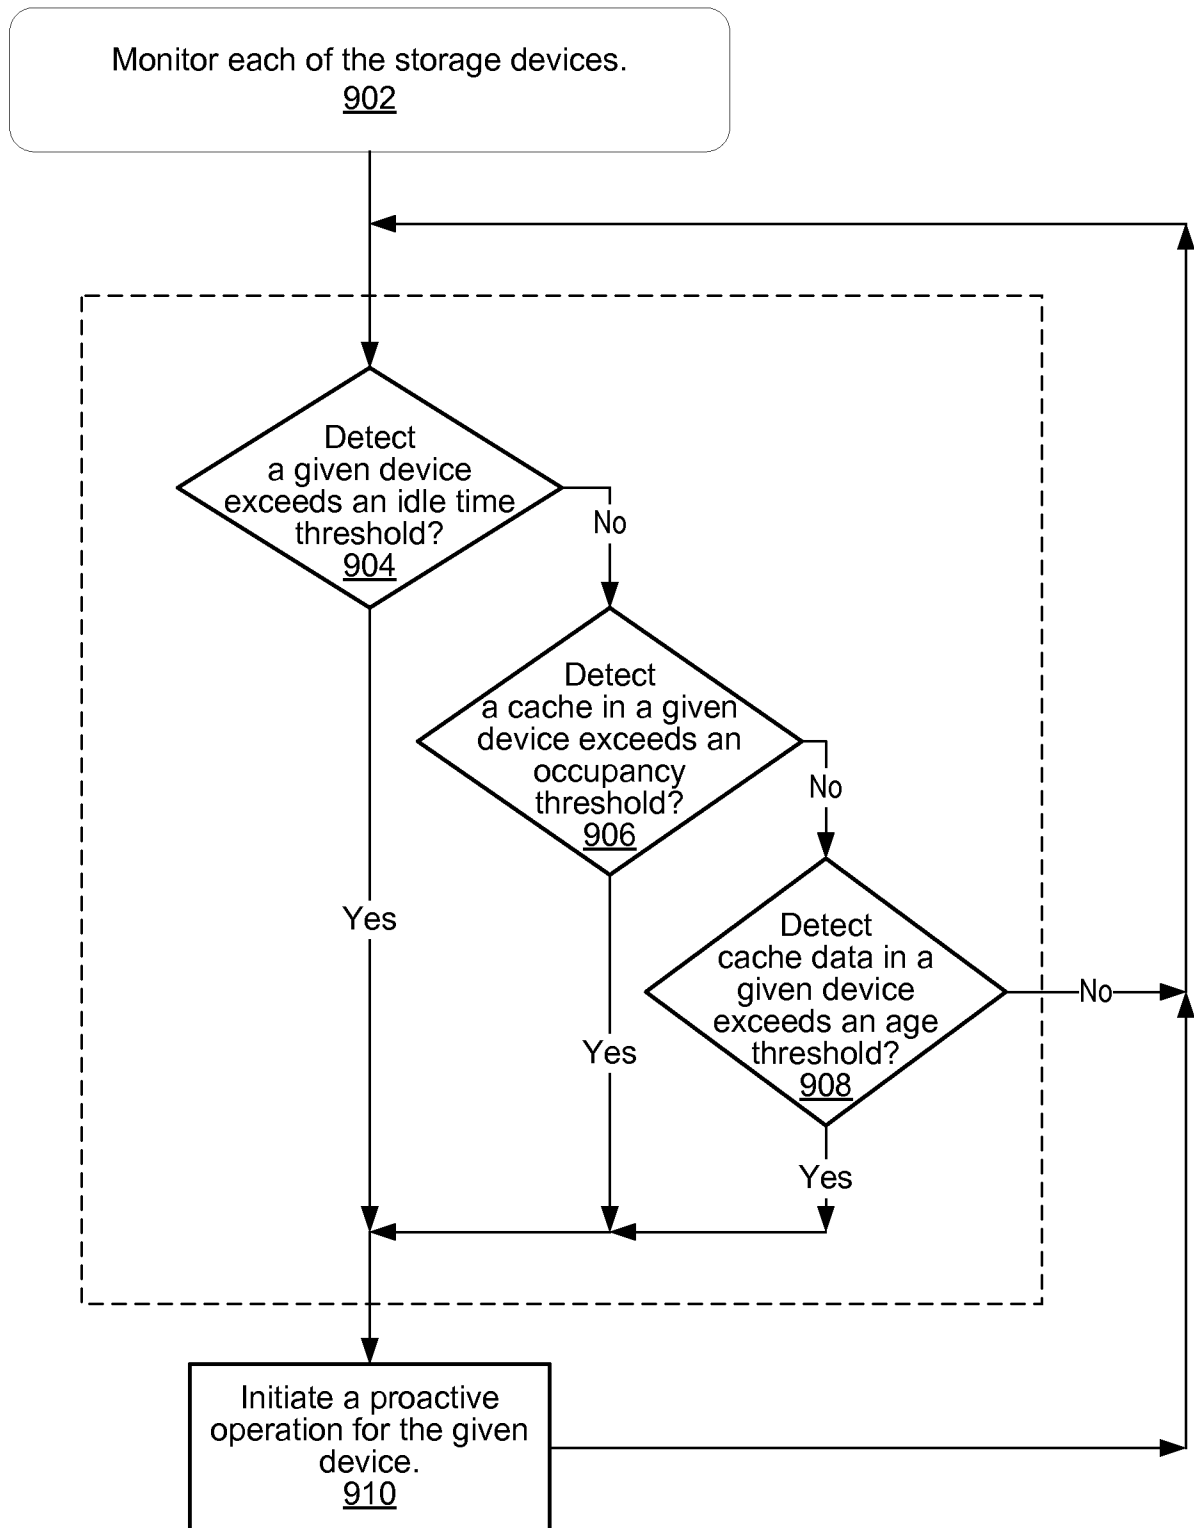 Monitor each of the storage devices.
902
Detect
a given device
exceeds an idle time
threshold?
904
No
Detect
a cache in a given
device exceeds an
occupancy
threshold?
906
No
Yes
Detect
cache data in a
given device
exceeds an age
threshold?
908
No
Yes
Yes
Initiate a proactive
operation for the given
device.
910